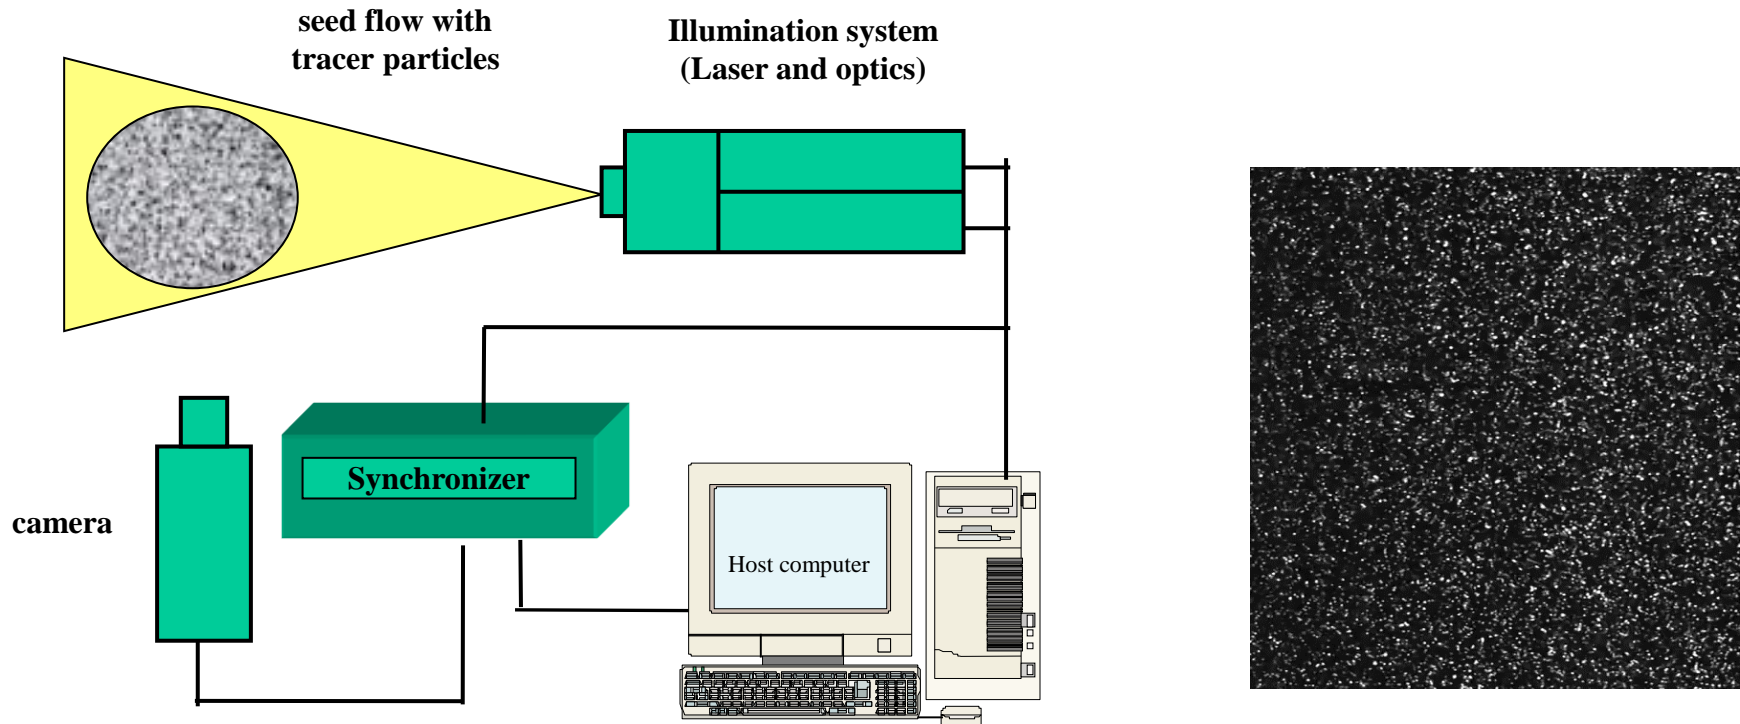 seed flow with
tracer particles
Illumination system
(Laser and optics)
Synchronizer
camera
Host computer